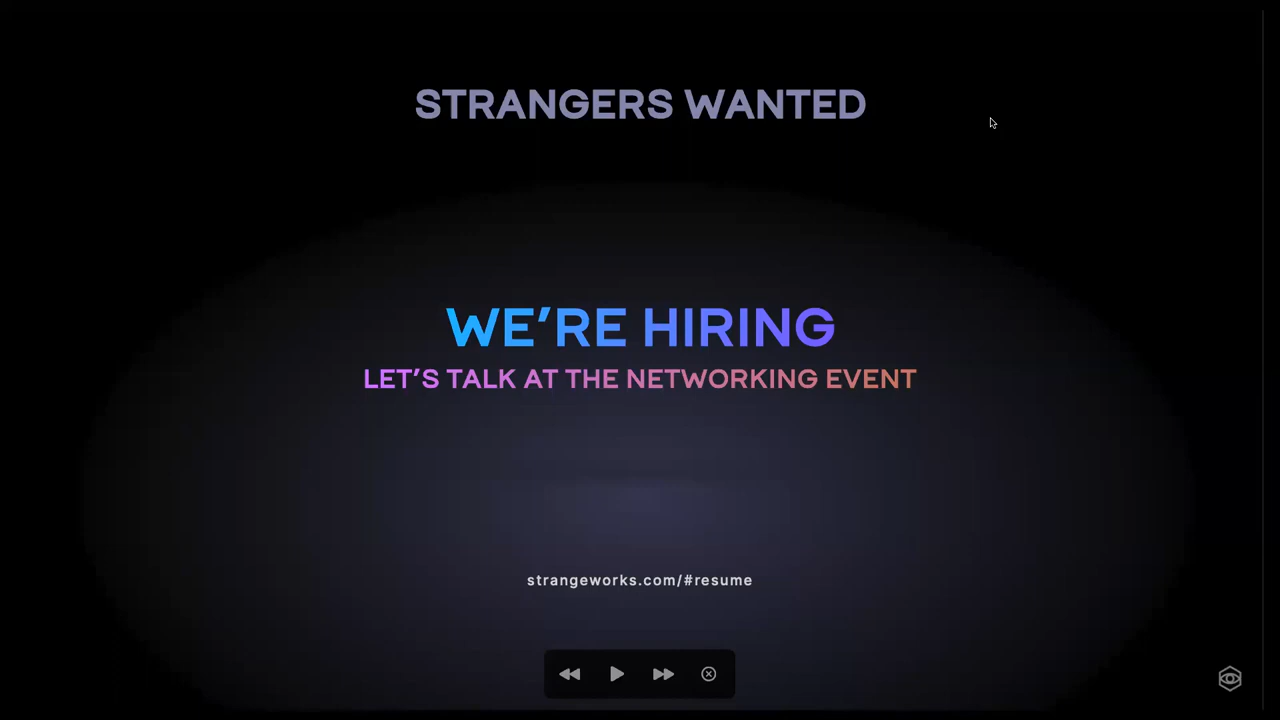 STRANGERS WANTED
WE'RE HIRING
LET'S TALK AT THE NETWORKING EVENT
strangeworks.com/#resume